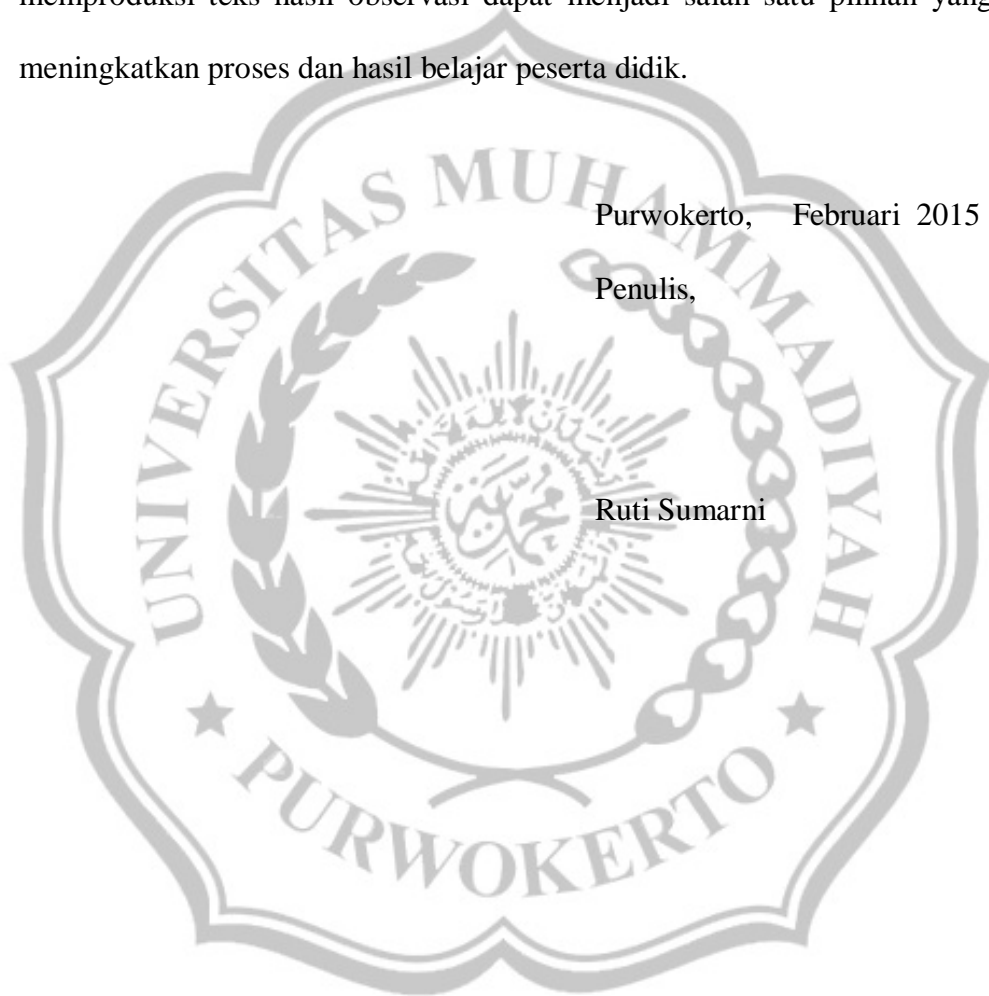 memproduksi teks hasil observasi dapat menjadi salah satu pilihan yang
meningkatkan proses dan hasil belajar peserta didik.
Purwokerto, Februari 2015
Penulis,
Ruti Sumarni
UNIVERSITAS MUHAMMADIYAH
PURWOKERTO